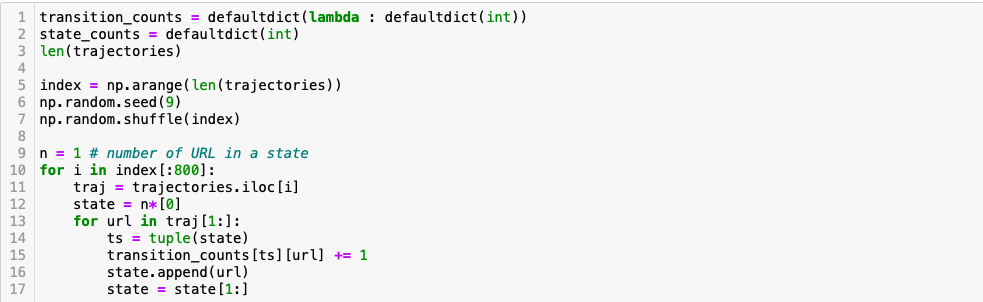 1 transition_counts = defaultdict(lambda : defaultdict(int))
2 state_counts = defaultdict(int)
3 len(trajectories)
4
5 index = np.arange(len(trajectories))
6 np.random.seed(9)
7 np.random.shuffle(index)
8
9 n = 1 # number of URL in a state
10 for i in index[:800]:
11     traj = trajectories.iloc[i]
12     state = n*[0]
13     for url in traj[1:]:
14         ts = tuple(state)
15         transition_counts[ts][url] += 1
16         state.append(url)
17         state = state[1:]